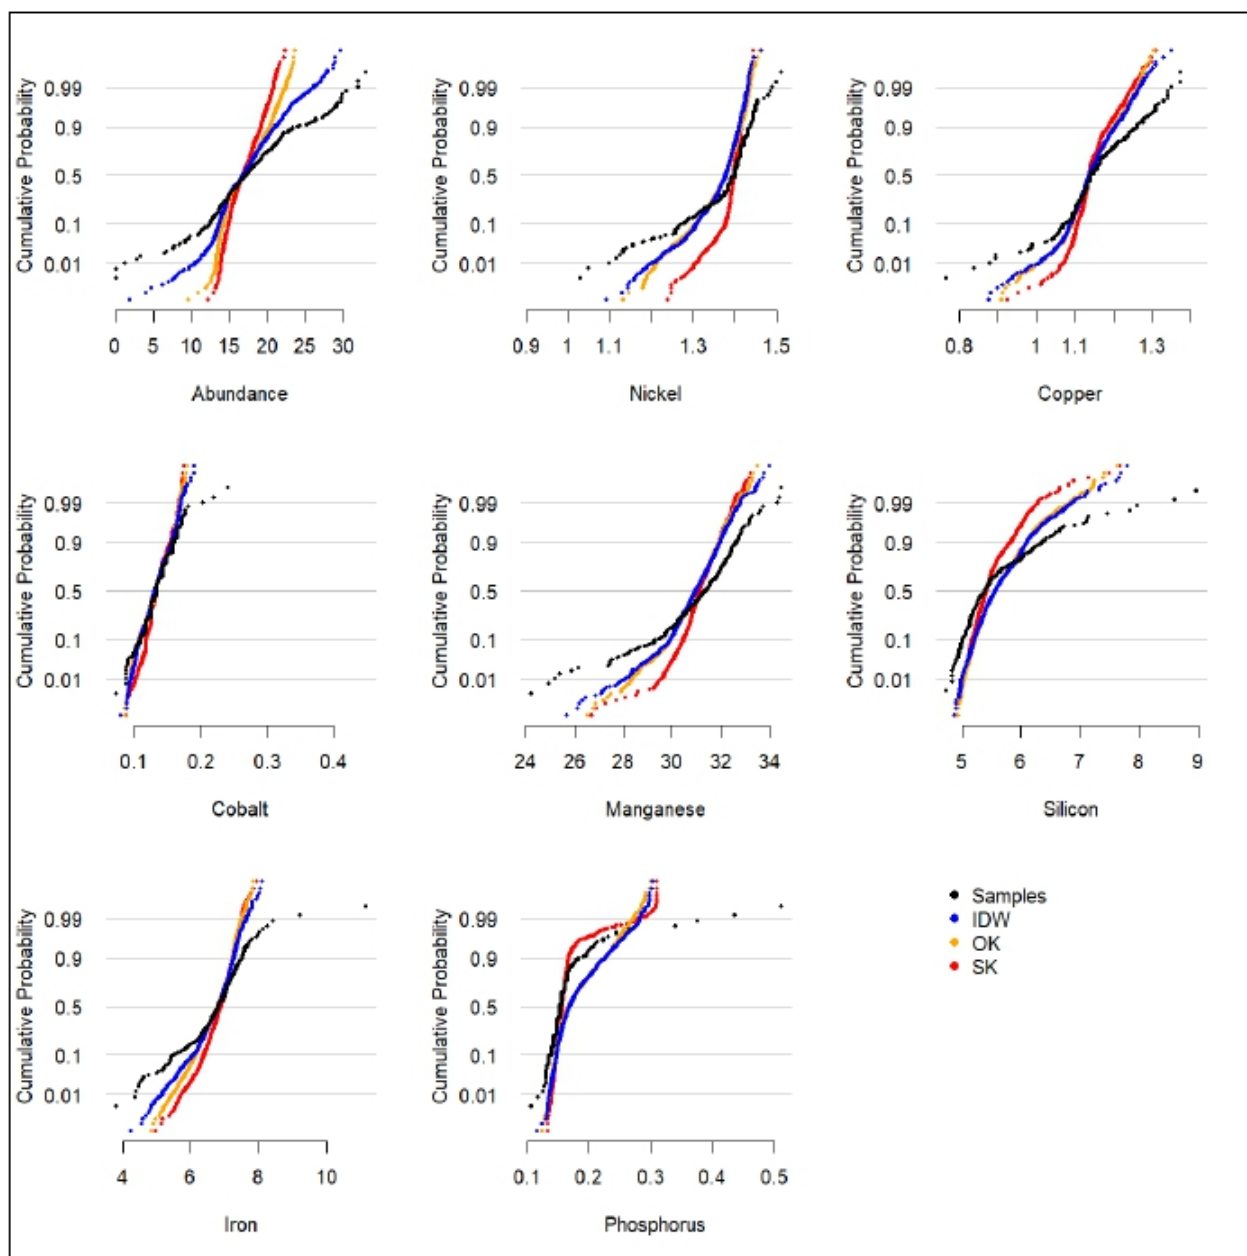 Cumulative Probability
0.99
0.9
0.5
0.1
0.01
0 5 10 15 20 25 30
Abundance
Cumulative Probability
0.99
0.9
0.5
0.1
0.01
0.9 1 1.1 1.3 1.5
Nickel
Cumulative Probability
0.99
0.9
0.5
0.1
0.01
0.8 1 1.1 1.3
Copper
Cumulative Probability
0.99
0.9
0.5
0.1
0.01
0.1 0.2 0.3 0.4
Cobalt
Cumulative Probability
0.99
0.9
0.5
0.1
0.01
24 26 28 30 32 34
Manganese
Cumulative Probability
0.99
0.9
0.5
0.1
0.01
5 6 7 8 9
Silicon
Cumulative Probability
0.99
0.9
0.5
0.1
0.01
4 6 8 10
Iron
Cumulative Probability
0.99
0.9
0.5
0.1
0.01
0.1 0.2 0.3 0.4 0.5
Phosphorus
Samples
IDW
OK
SK